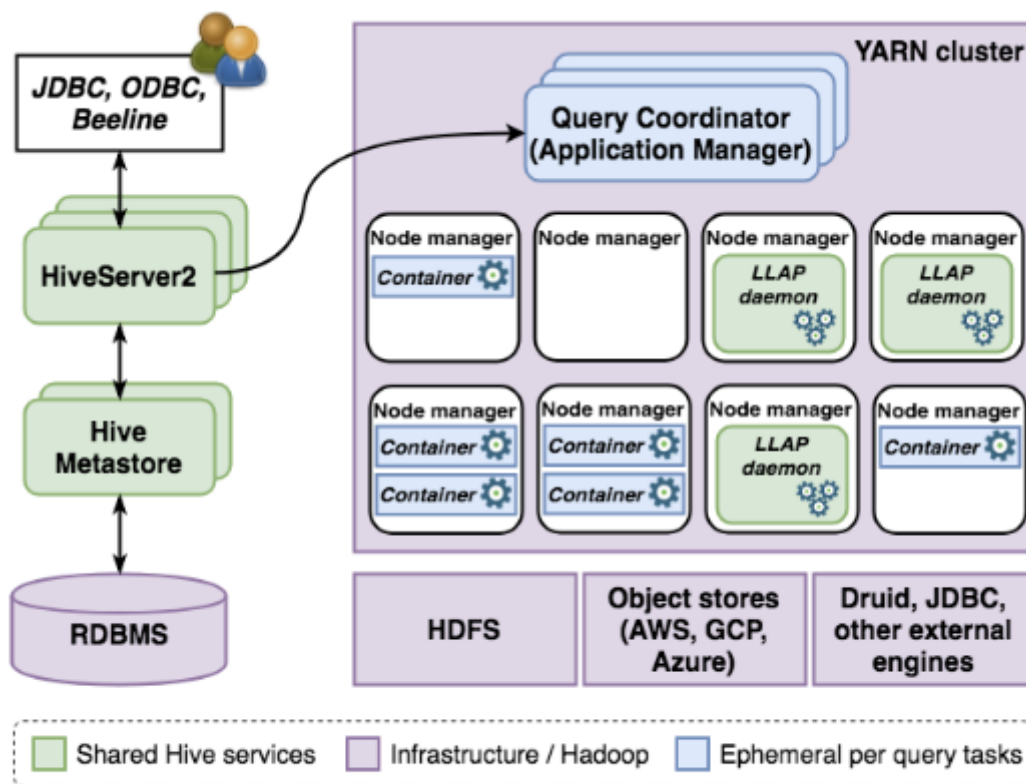 JDBC, ODBC,
Beeline
HiveServer2
Hive
Metastore
RDBMS
YARN cluster
Query Coordinator
(Application Manager)
Node manager
Container
Node manager
Node manager
LLAP
daemon
Node manager
LLAP
daemon
Node manager
Container
Container
Node manager
Container
Container
Node manager
LLAP
daemon
Node manager
Container
HDFS
Object stores
(AWS, GCP,
Azure)
Druid, JDBC,
other external
engines
Shared Hive services
Infrastructure / Hadoop
Ephemeral per query tasks